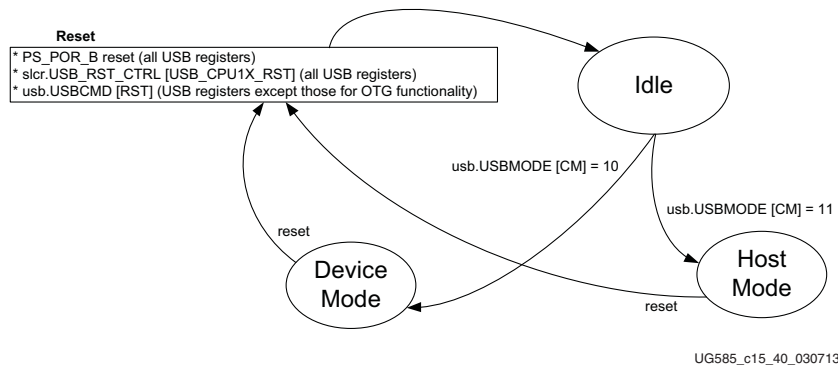 Reset
* PS_POR_B reset (all USB registers)
* slcr.USB_RST_CTRL [USB_CPU1X_RST] (all USB registers)
* usb.USBCMD [RST] (USB registers except those for OTG functionality)
Idle
usb.USBMODE [CM] = 10
usb.USBMODE [CM] = 11
reset
Device
Mode
Host
Mode
reset
UG585_c15_40_030713